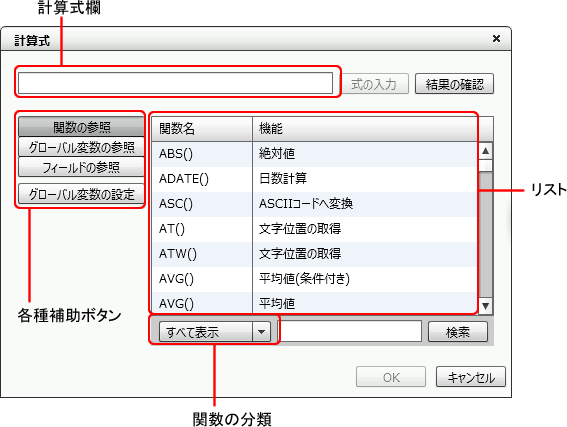 計算式欄
計算式
式の入力 結果の確認
関数の参照
グローバル変数の参照
フィールドの参照
グローバル変数の設定
関数名 機能
ABS() 絶対値
ADATE() 日数計算
ASC() ASCIIコードへ変換
AT() 文字位置の取得
ATW() 文字位置の取得
AVG() 平均値(条件付き)
AVG() 平均値
リスト
各種補助ボタン
すべて表示 検索
OK キャンセル
関数の分類